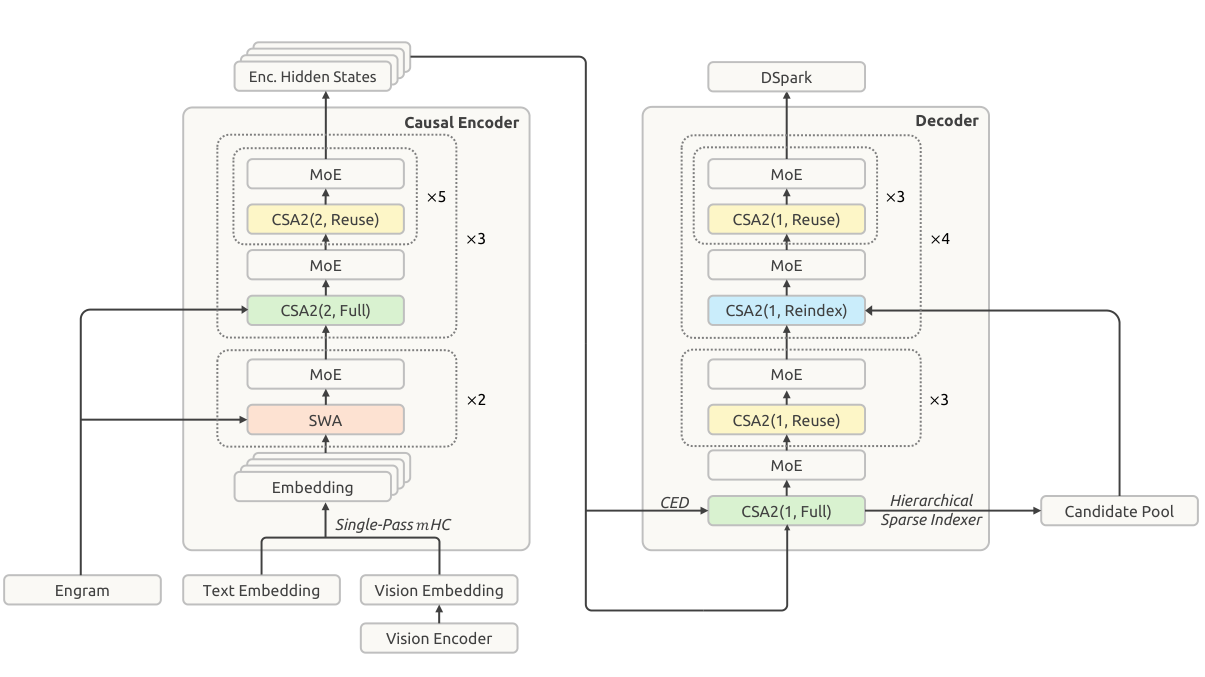 Enc. Hidden States
Causal Encoder
MoE
×5
CSA2(2, Reuse)
×3
MoE
CSA2(2, Full)
MoE
×2
SWA
Embedding
Single-Pass mHC
Engram
Text Embedding
Vision Embedding
Vision Encoder
DSpark
Decoder
MoE
×3
CSA2(1, Reuse)
×4
MoE
CSA2(1, Reindex)
MoE
×3
CSA2(1, Reuse)
MoE
CED
CSA2(1, Full)
Hierarchical
Sparse Indexer
Candidate Pool